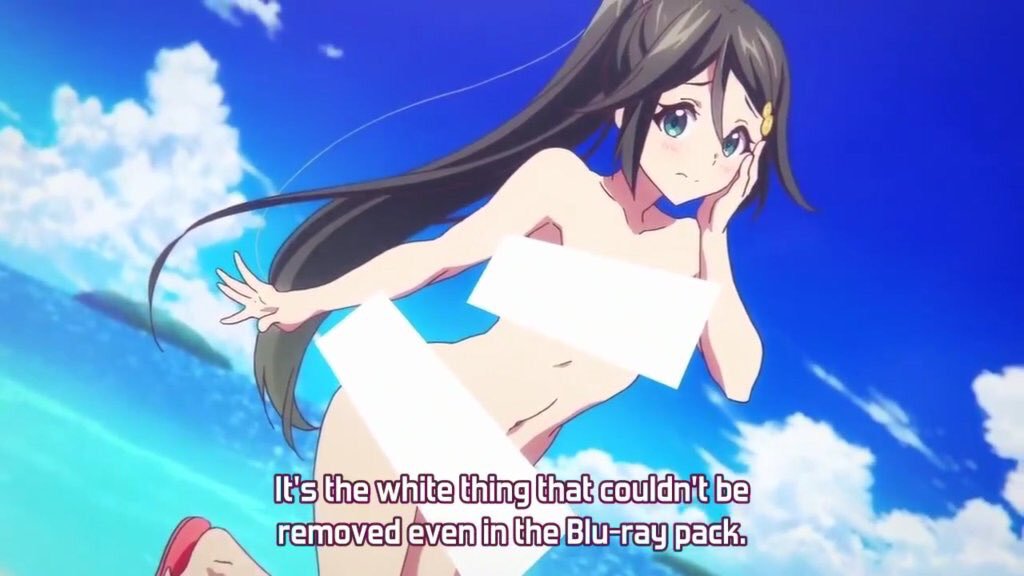 It's the white thing that couldn't be
removed even in the Blu-ray pack.